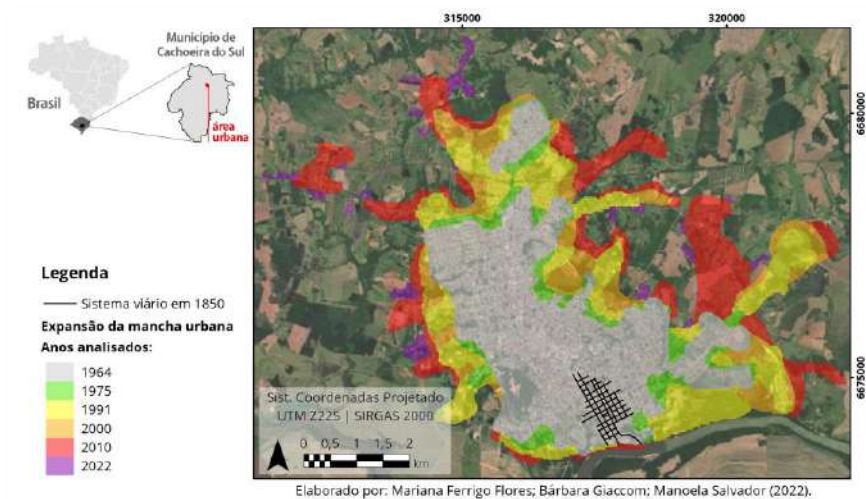 Município de
Cachoeira do Sul
Brasil
área
urbana
315000
320000
6680000
6675000
Legenda
Sistema viário em 1850
Expansão da mancha urbana
Anos analisados:
1964
1975
1991
2000
2010
2022
Sist. Coordenadas Projetado
UTM Z22S | SIRGAS 2000
0 0,5 1 1,5 2
km
Elaborado por: Mariana Ferrigo Flores; Bárbara Giaccom; Manoela Salvador (2022).